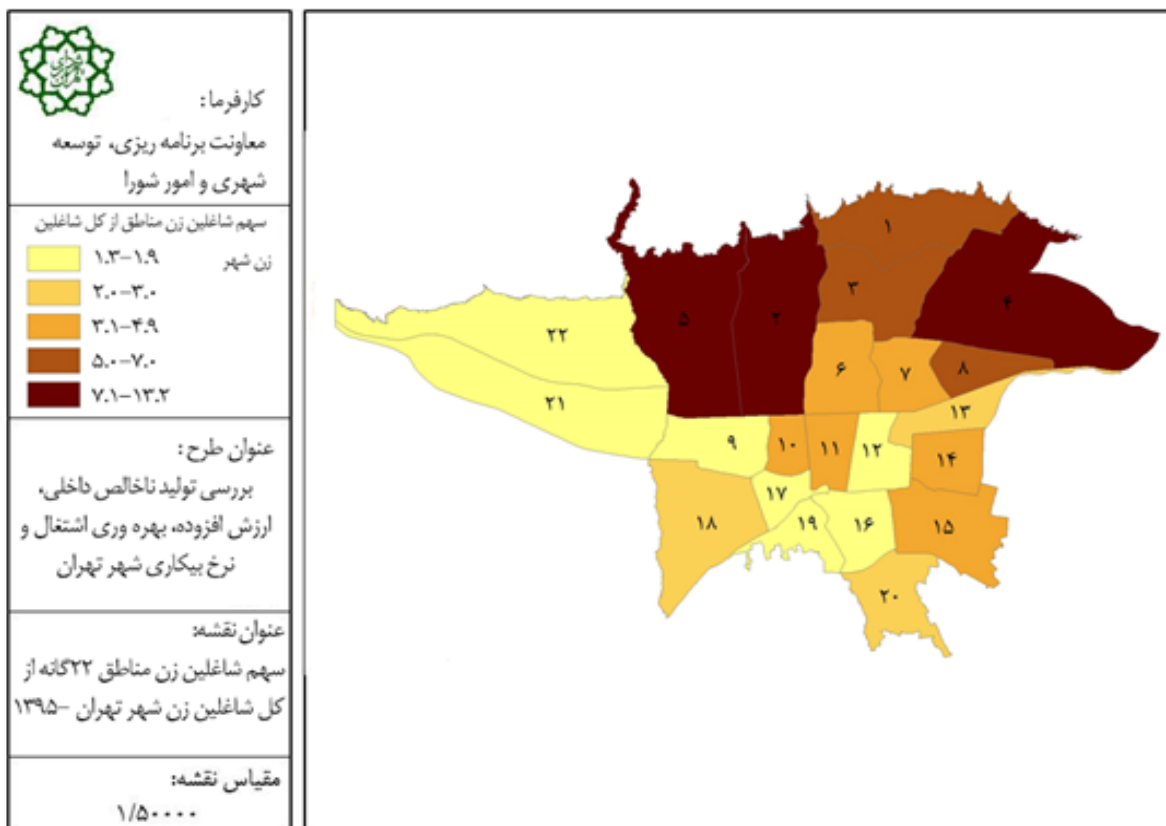 شهرداری تهران
کارفرما:
معاونت برنامه ریزی، توسعه
شهری و امور شورا
سهم شاغلین زن مناطق از کل شاغلین
زن شهر
۱.۳-۱.۹
۲.۰-۳.۰
۳.۱-۴.۹
۵.۰-۷.۰
۷.۱-۱۳.۲
عنوان طرح:
بررسی تولید ناخالص داخلی،
ارزش افزوده، بهره وری اشتغال و
نرخ بیکاری شهر تهران
عنوان نقشه:
سهم شاغلین زن مناطق ۲۲گانه از
کل شاغلین زن شهر تهران -۱۳۹۵
مقیاس نقشه:
۱/۵۰۰۰۰
۱
۳
۴
۲
۵
۲۲
۶
۷
۸
۲۱
۱۳
۹
۱۰
۱۱
۱۲
۱۴
۱۷
۱۸
۱۹
۱۶
۱۵
۲۰